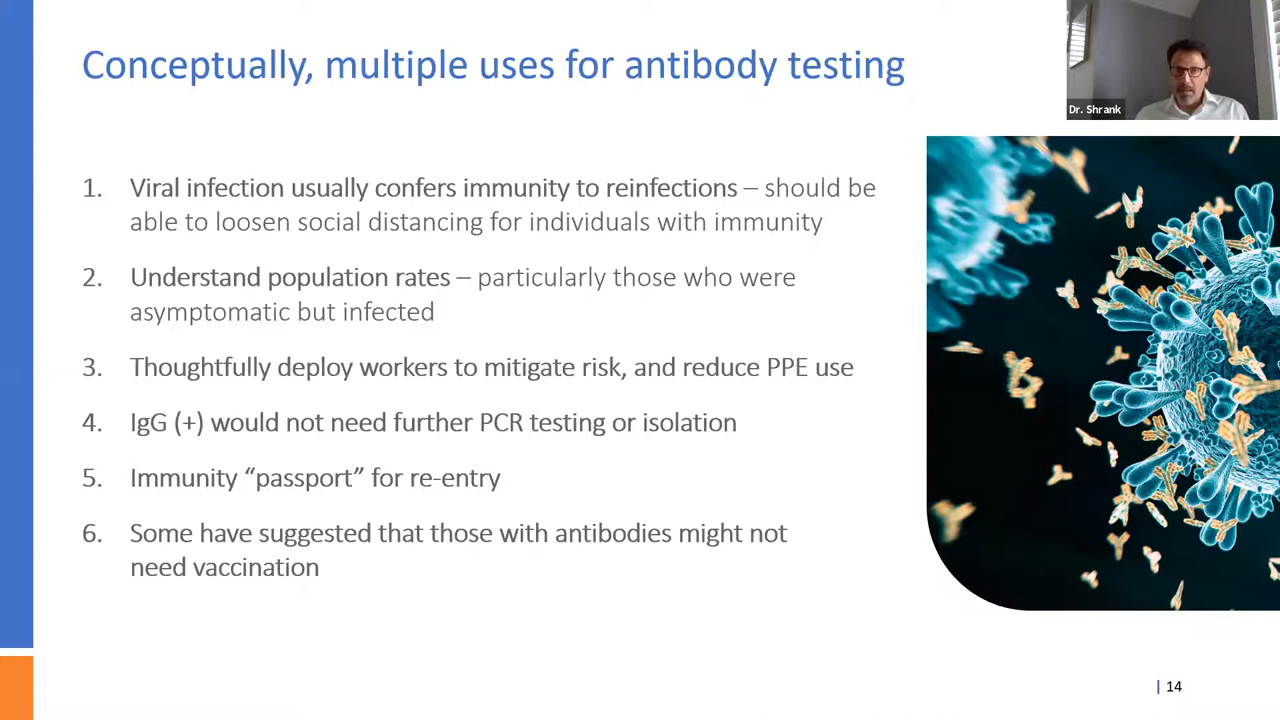 Conceptually, multiple uses for antibody testing
Dr. Shrank
1. Viral infection usually confers immunity to reinfections – should be
able to loosen social distancing for individuals with immunity
2. Understand population rates – particularly those who were
asymptomatic but infected
3. Thoughtfully deploy workers to mitigate risk, and reduce PPE use
4. IgG (+) would not need further PCR testing or isolation
5. Immunity “passport” for re-entry
6. Some have suggested that those with antibodies might not
need vaccination
| 14